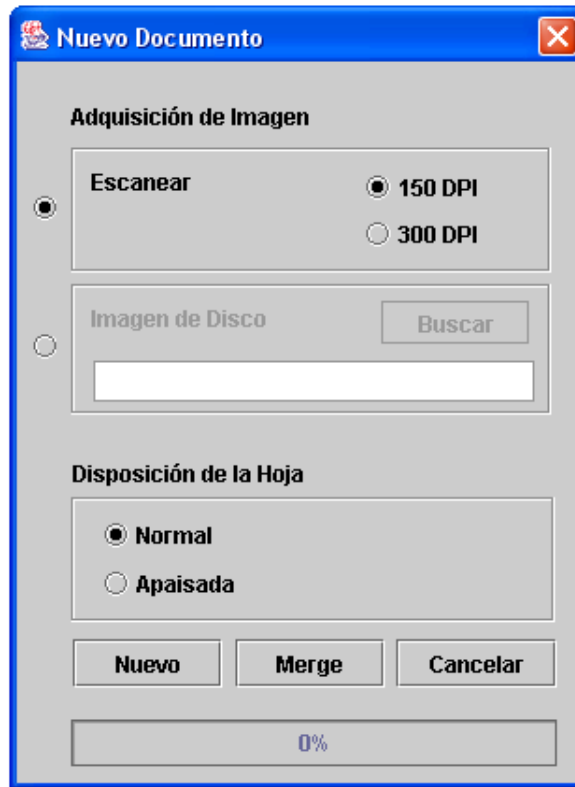 Nuevo Documento
Adquisición de Imagen
Escanear
150 DPI
300 DPI
Imagen de Disco
Buscar
Disposición de la Hoja
Normal
Apaisada
Nuevo Merge Cancelar
0%